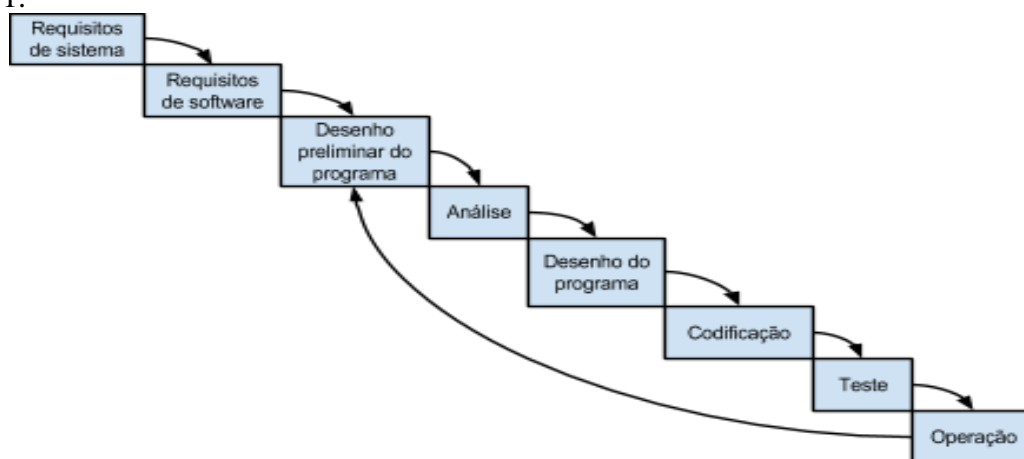 1.
Requisitos
de sistema
Requisitos
de software
Desenho
preliminar do
programa
Análise
Desenho do
programa
Codificação
Teste
Operação